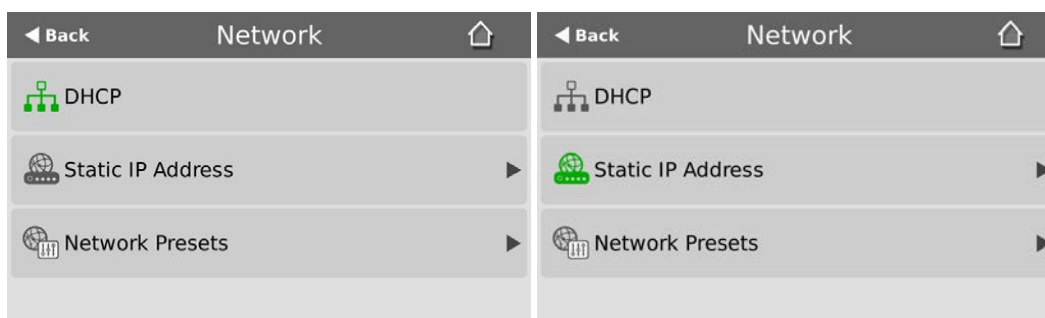 Back Network
DHCP
Static IP Address
Network Presets
Back Network
DHCP
Static IP Address
Network Presets